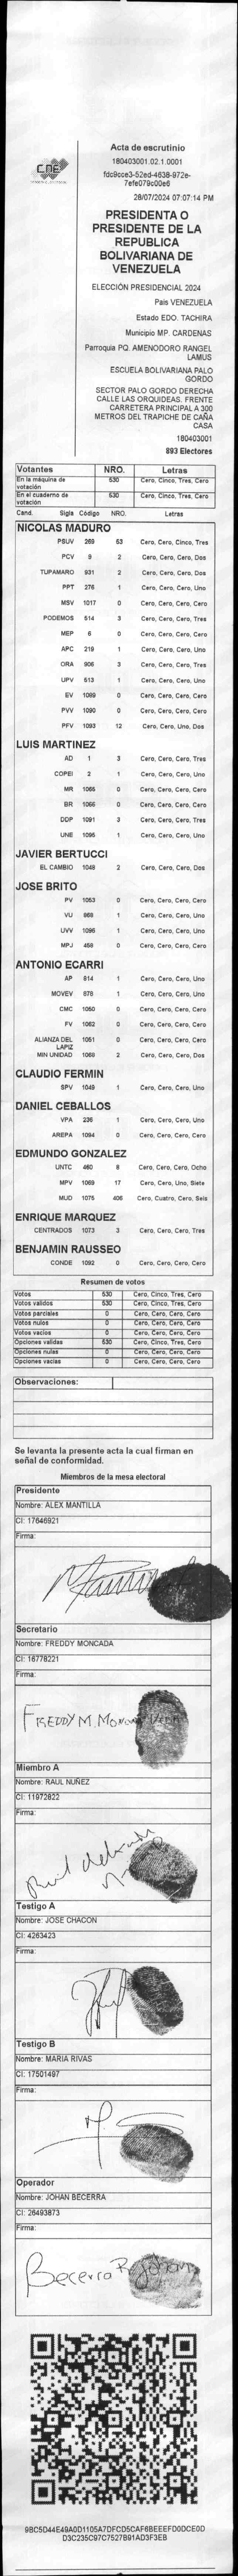 CNE
Acta de escrutinio
180403001.02.1.0001
fdc9cce3-52ed-4638-972e-
7efe079c00e6
28/07/2024 07:07:14 PM
PRESIDENTA O
PRESIDENTE DE LA
REPUBLICA
BOLIVARIANA DE
VENEZUELA
ELECCIÓN PRESIDENCIAL 2024
Pais VENEZUELA
Estado EDO. TACHIRA
Municipio MP. CARDENAS
Parroquia PQ. AMENODORO RANGEL
LAMUS
ESCUELA BOLIVARIANA PALO
GORDO
SECTOR PALO GORDO DERECHA
CALLE LAS ORQUIDEAS. FRENTE
CARRETERA PRINCIPAL A 300
METROS DEL TRAPICHE DE CAÑA
CASA
180403001
893 Electores
Votantes NRO. Letras
En la máquina de votación 530 Cero, Cinco, Tres, Cero
En el cuaderno de votación 530 Cero, Cinco, Tres, Cero
Cand. Sigla Código NRO. Letras
NICOLAS MADURO
PSUV 269 53 Cero, Cero, Cinco, Tres
PCV 9 2 Cero, Cero, Cero, Dos
TUPAMARO 931 2 Cero, Cero, Cero, Dos
PPT 276 1 Cero, Cero, Cero, Uno
MSV 1017 0 Cero, Cero, Cero, Cero
PODEMOS 514 3 Cero, Cero, Cero, Tres
MEP 6 0 Cero, Cero, Cero, Cero
APC 219 1 Cero, Cero, Cero, Uno
ORA 906 3 Cero, Cero, Cero, Tres
UPV 513 1 Cero, Cero, Cero, Uno
EV 1089 0 Cero, Cero, Cero, Cero
PVV 1090 0 Cero, Cero, Cero, Cero
PFV 1093 12 Cero, Cero, Uno, Dos
LUIS MARTINEZ
AD 1 3 Cero, Cero, Cero, Tres
COPEI 2 1 Cero, Cero, Cero, Uno
MR 1065 0 Cero, Cero, Cero, Cero
BR 1066 0 Cero, Cero, Cero, Cero
DDP 1091 3 Cero, Cero, Cero, Tres
UNE 1095 1 Cero, Cero, Cero, Uno
JAVIER BERTUCCI
EL CAMBIO 1048 2 Cero, Cero, Cero, Dos
JOSE BRITO
PV 1053 0 Cero, Cero, Cero, Cero
VU 868 1 Cero, Cero, Cero, Uno
UVV 1096 1 Cero, Cero, Cero, Uno
MPJ 458 0 Cero, Cero, Cero, Cero
ANTONIO ECARRI
AP 814 1 Cero, Cero, Cero, Uno
MOVEV 878 1 Cero, Cero, Cero, Uno
CMC 1050 0 Cero, Cero, Cero, Cero
FV 1062 0 Cero, Cero, Cero, Cero
ALIANZA DEL LAPIZ 1051 0 Cero, Cero, Cero, Cero
MIN UNIDAD 1069 2 Cero, Cero, Cero, Dos
CLAUDIO FERMIN
SPV 1049 1 Cero, Cero, Cero, Uno
DANIEL CEBALLOS
VPA 236 1 Cero, Cero, Cero, Uno
AREPA 1094 0 Cero, Cero, Cero, Cero
EDMUNDO GONZALEZ
UNTC 460 8 Cero, Cero, Cero, Ocho
MPV 1069 17 Cero, Cero, Uno, Siete
MUD 1075 406 Cero, Cuatro, Cero, Seis
ENRIQUE MARQUEZ
CENTRADOS 1073 3 Cero, Cero, Cero, Tres
BENJAMIN RAUSSEO
CONDE 1092 0 Cero, Cero, Cero, Cero
Resumen de votos
Votos 530 Cero, Cinco, Tres, Cero
Votos validos 530 Cero, Cinco, Tres, Cero
Votos parciales 0 Cero, Cero, Cero, Cero
Votos nulos 0 Cero, Cero, Cero, Cero
Votos vacios 0 Cero, Cero, Cero, Cero
Opciones validas 530 Cero, Cinco, Tres, Cero
Opciones nulas 0 Cero, Cero, Cero, Cero
Opciones vacias 0 Cero, Cero, Cero, Cero
Observaciones:
Se levanta la presente acta la cual firman en
señal de conformidad.
Miembros de la mesa electoral
Presidente
Nombre: ALEX MANTILLA
CI: 17646921
Firma:
Secretario
Nombre: FREDDY MONCADA
CI: 16778221
Firma:
FREDDY M. MONCADA
Miembro A
Nombre: RAUL NUÑEZ
CI: 11972622
Firma:
Testigo A
Nombre: JOSE CHACON
CI: 4263423
Firma:
Testigo B
Nombre: MARIA RIVAS
CI: 17501497
Firma:
Operador
Nombre: JOHAN BECERRA
CI: 26493873
Firma:
Becerra R Johan
9BC5D44E49A0D1105A7DFCD5CAF6BEEEFD0DCE0D
D3C235C97C7527B91AD3F3EB